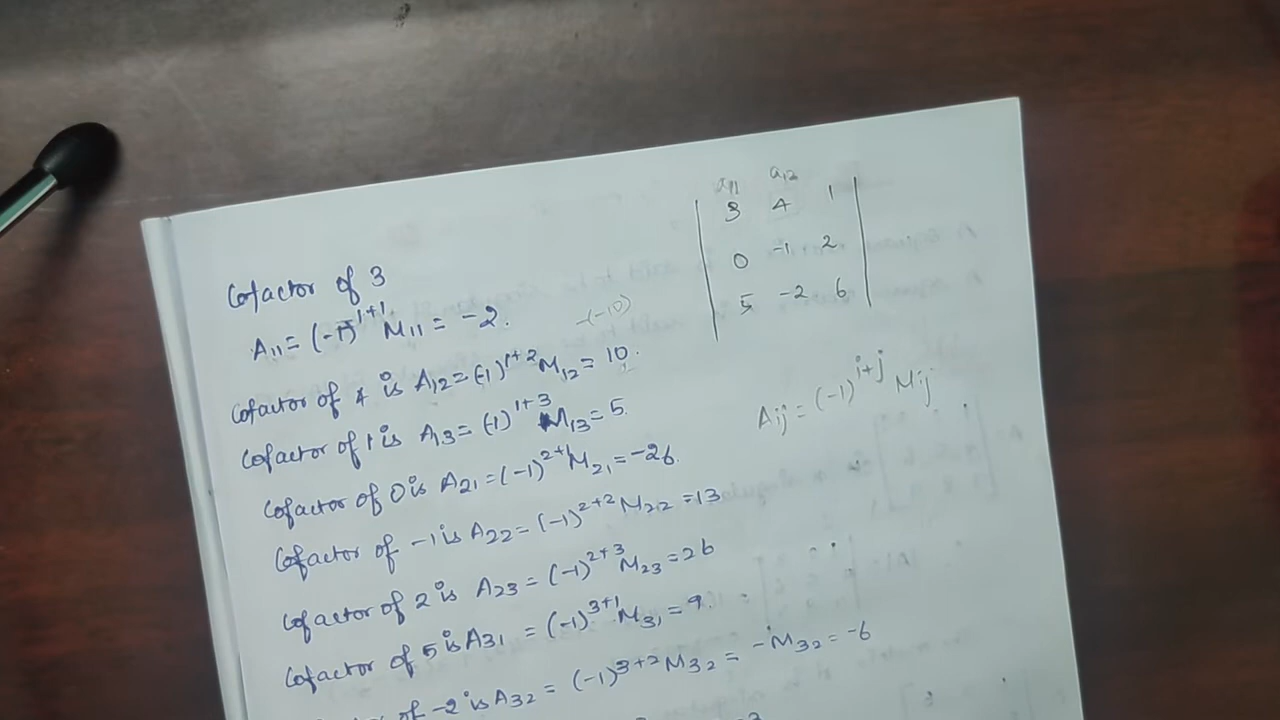 a11 a12
3 4 1
0 -1 2
5 -2 6
Cofactor of 3
A11 = (-1)^1+1 M11 = -2.
-(-10)
Cofactor of 4 is A12 = (-1)^1+2 M12 = 10.
Cofactor of 1 is A13 = (-1)^1+3 M13 = 5.
Aij = (-1)^i+j Mij
Cofactor of 0 is A21 = (-1)^2+1 M21 = -26.
Cofactor of -1 is A22 = (-1)^2+2 M22 = 13
Cofactor of 2 is A23 = (-1)^2+3 M23 = 26
Cofactor of 5 is A31 = (-1)^3+1 M31 = 9.
of -2 is A32 = (-1)^3+2 M32 = -M32 = -6